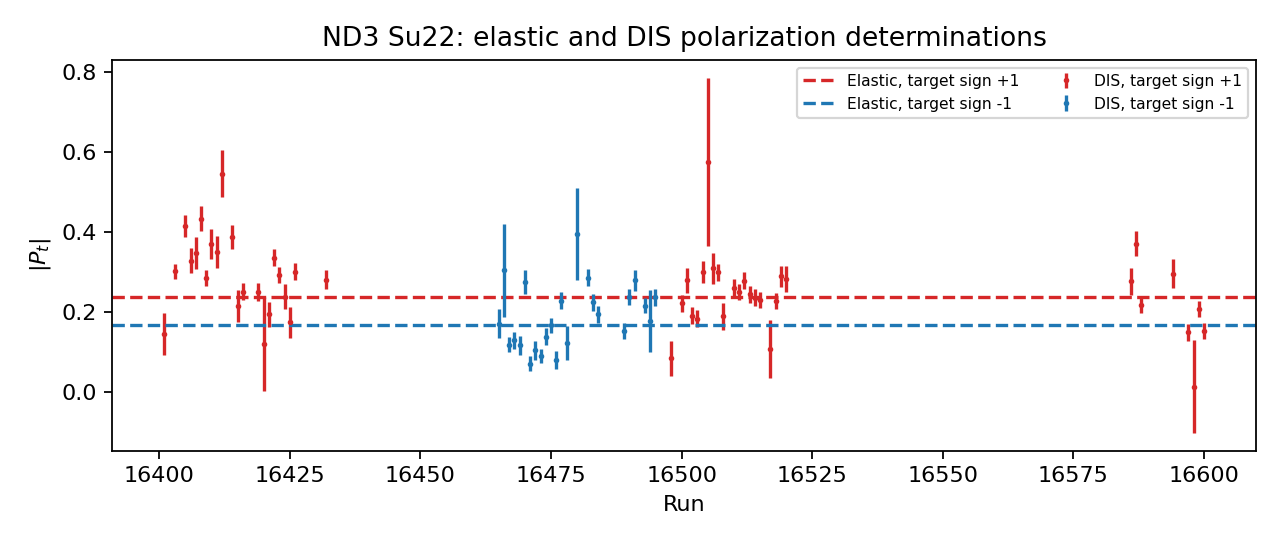 ND3 Su22: elastic and DIS polarization determinations
Elastic, target sign +1
Elastic, target sign -1
DIS, target sign +1
DIS, target sign -1
|Pₜ|
0.8
0.6
0.4
0.2
0.0
16400 16425 16450 16475 16500 16525 16550 16575 16600
Run